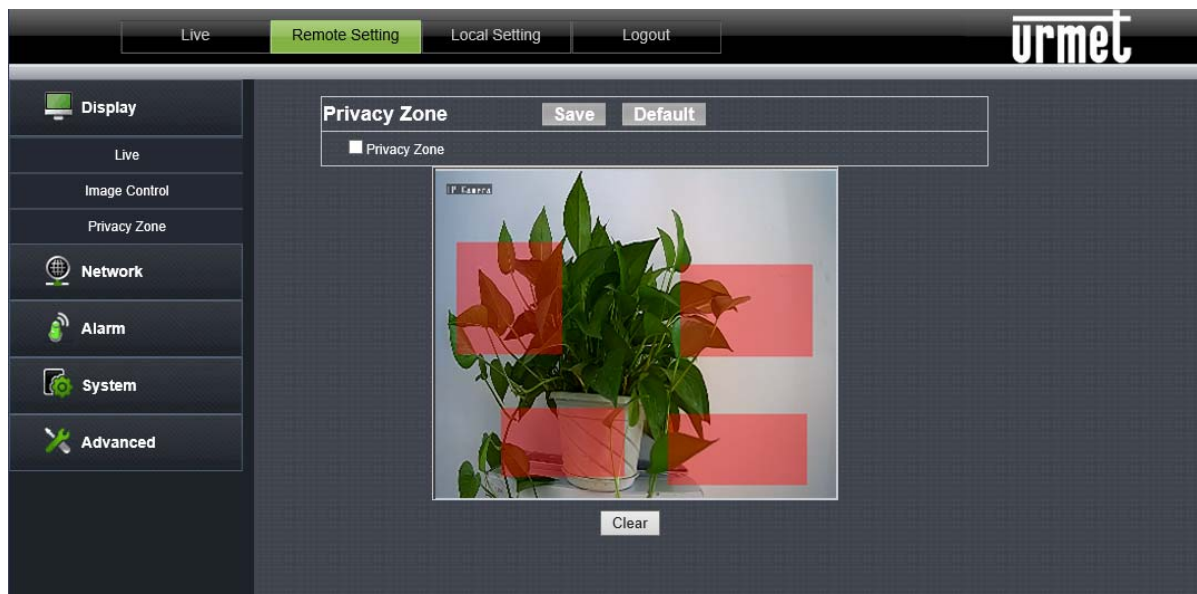 Live Remote Setting Local Setting Logout urmet
Display
Live
Image Control
Privacy Zone
Network
Alarm
System
Advanced
Privacy Zone Save Default
Privacy Zone
IP Camera
Clear